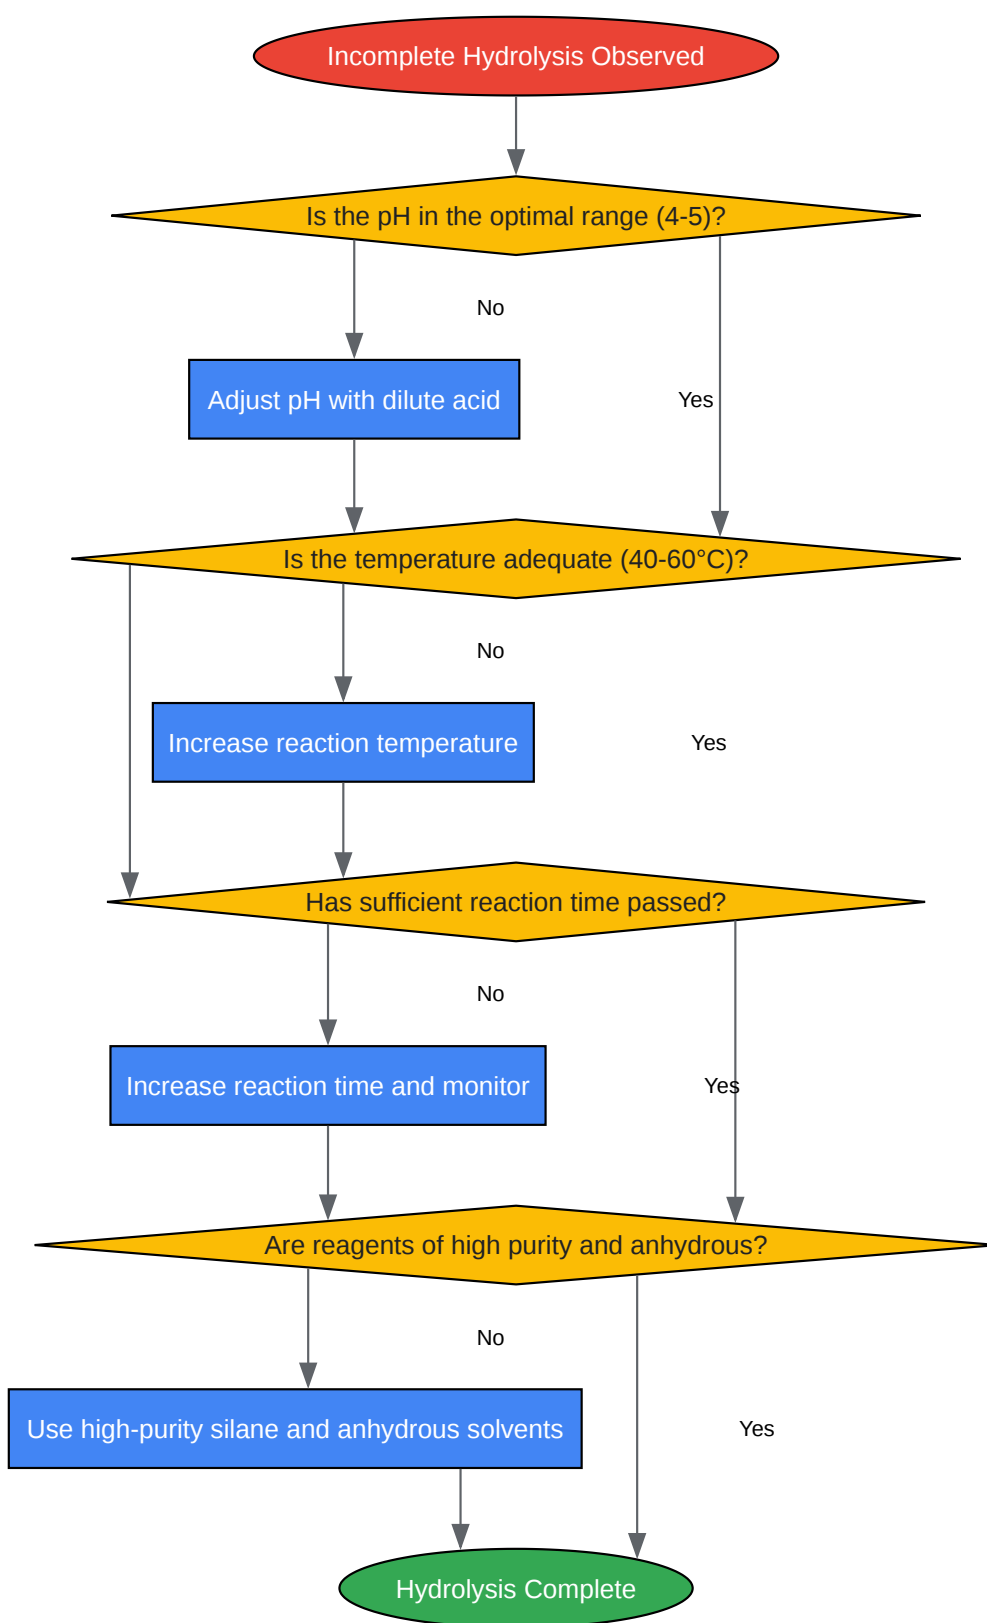 Incomplete Hydrolysis Observed
Is the pH in the optimal range (4-5)?
No
Adjust pH with dilute acid
Yes
Is the temperature adequate (40-60°C)?
No
Increase reaction temperature
Yes
Has sufficient reaction time passed?
No
Increase reaction time and monitor
Yes
Are reagents of high purity and anhydrous?
No
Use high-purity silane and anhydrous solvents
Yes
Hydrolysis Complete